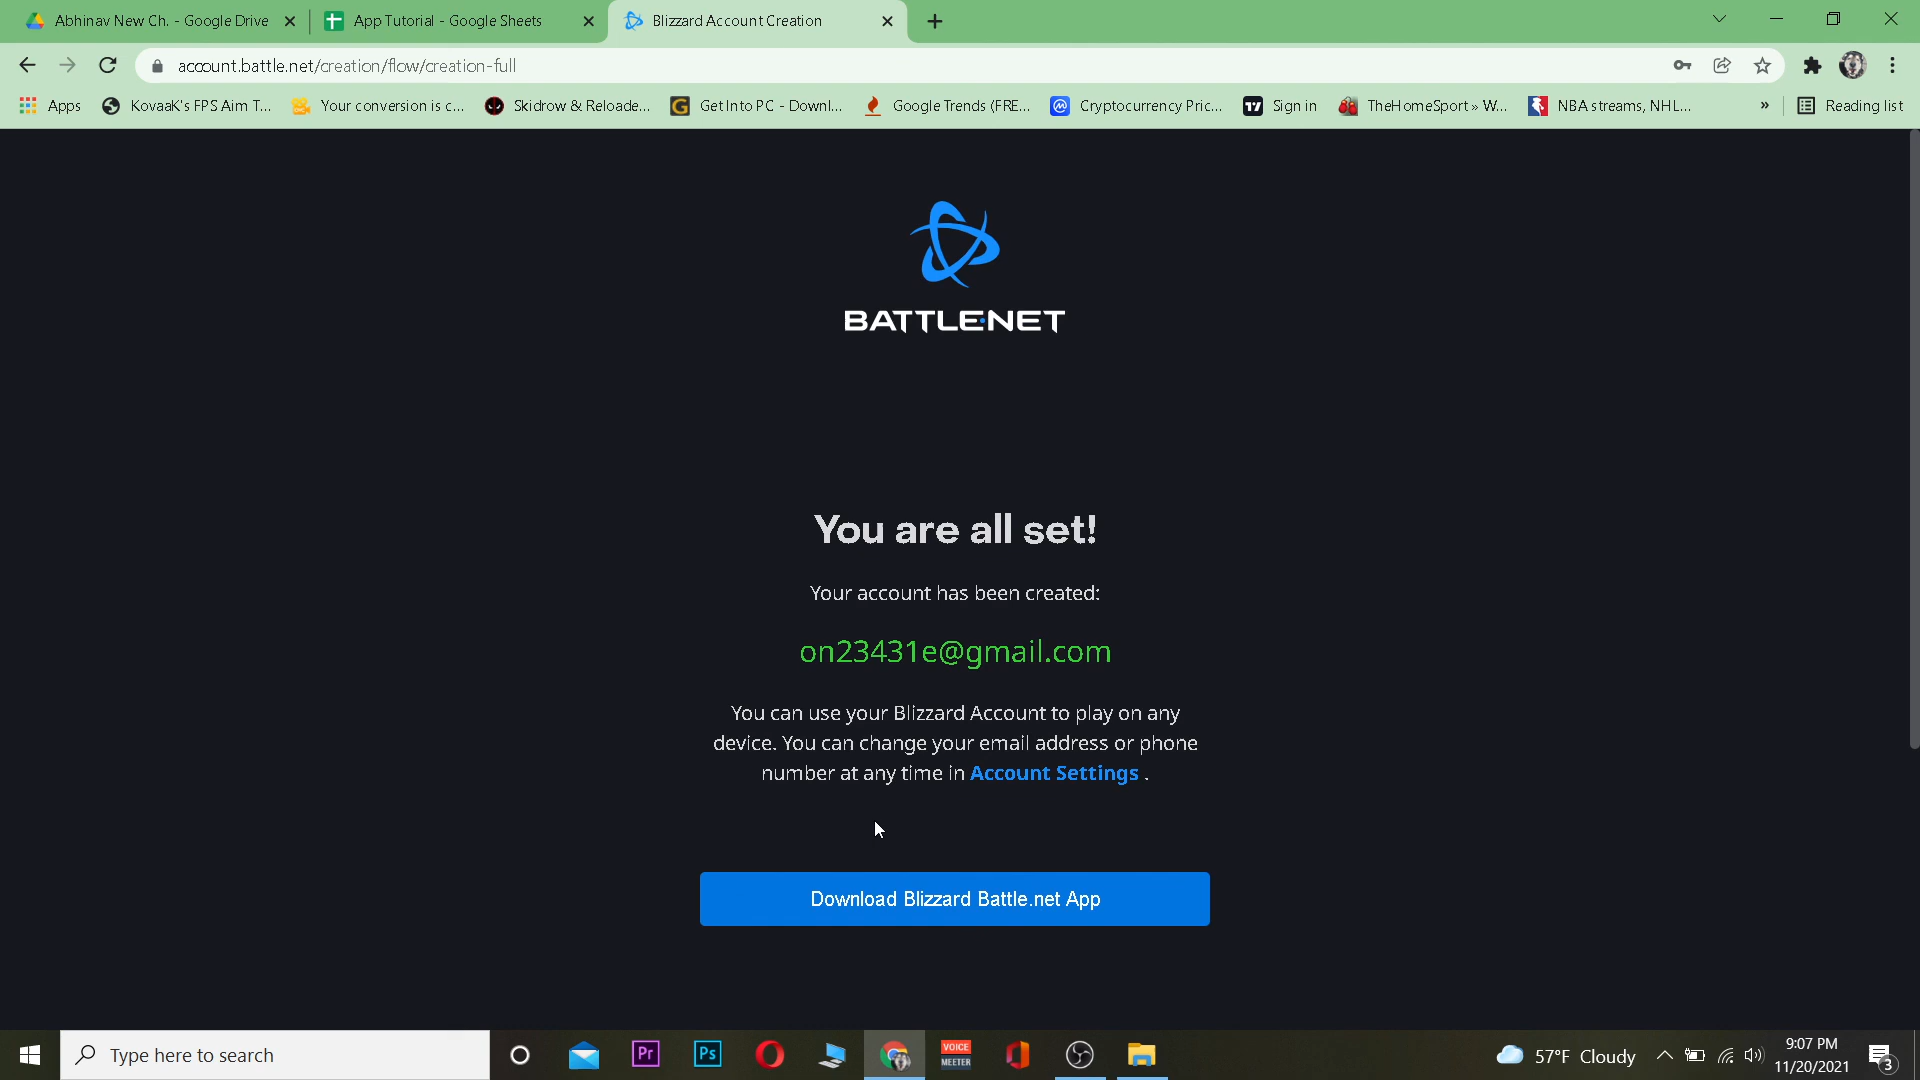 Abhinav New Ch. - Google Drive
App Tutorial - Google Sheets
Blizzard Account Creation
account.battle.net/creation/flow/creation-full
Apps
KovaaK's FPS Aim T...
Your conversion is c...
Skidrow & Reloade...
Get Into PC - Downl...
Google Trends (FRE...
Cryptocurrency Pric...
Sign in
TheHomeSport » W...
NBA streams, NHL...
»
Reading list
BATTLE.NET
You are all set!
Your account has been created:
on23431e@gmail.com
You can use your Blizzard Account to play on any
device. You can change your email address or phone
number at any time in Account Settings .
Download Blizzard Battle.net App
Type here to search
Pr
Ps
VOICE
MEETER
57°F Cloudy
9:07 PM
11/20/2021
3